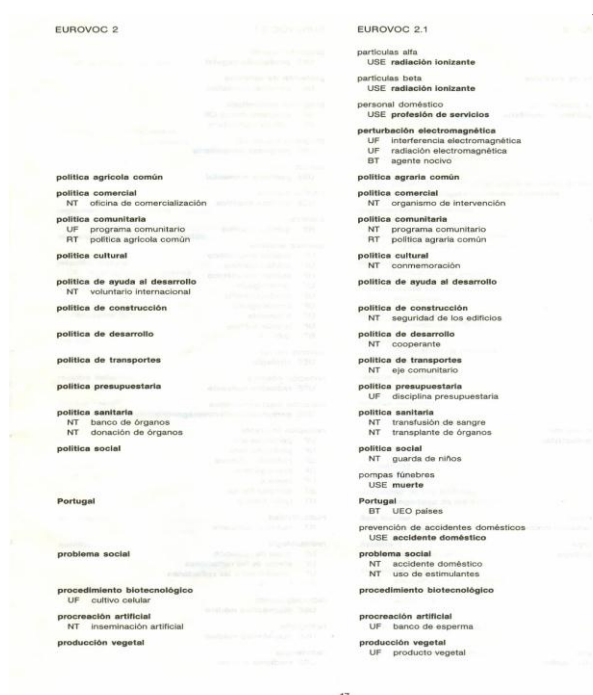 EUROVOC 2
política agrícola común
política comercial
NT oficina de comercialización
política comunitaria
UF programa comunitario
RT política agrícola común
política cultural
política de ayuda al desarrollo
NT voluntario internacional
política de construcción
política de desarrollo
política de transportes
política presupuestaria
política sanitaria
NT banco de órganos
NT donación de órganos
política social
Portugal
problema social
procedimiento biotecnológico
UF cultivo celular
procreación artificial
NT inseminación artificial
producción vegetal
EUROVOC 2.1
partículas alfa
USE radiación ionizante
partículas beta
USE radiación ionizante
personal doméstico
USE profesión de servicios
perturbación electromagnética
UF interferencia electromagnética
UF radiación electromagnética
BT agente nocivo
política agraria común
política comercial
NT organismo de intervención
política comunitaria
NT programa comunitario
RT política agraria común
política cultural
NT conmemoración
política de ayuda al desarrollo
política de construcción
NT seguridad de los edificios
política de desarrollo
NT cooperante
política de transportes
NT eje comunitario
política presupuestaria
UF disciplina presupuestaria
política sanitaria
NT transfusión de sangre
NT transplante de órganos
política social
NT guarda de niños
pompas fúnebres
USE muerte
Portugal
BT UEO países
prevención de accidentes domésticos
USE accidente doméstico
problema social
NT accidente doméstico
NT uso de estimulantes
procedimiento biotecnológico
procreación artificial
UF banco de esperma
producción vegetal
UF producto vegetal